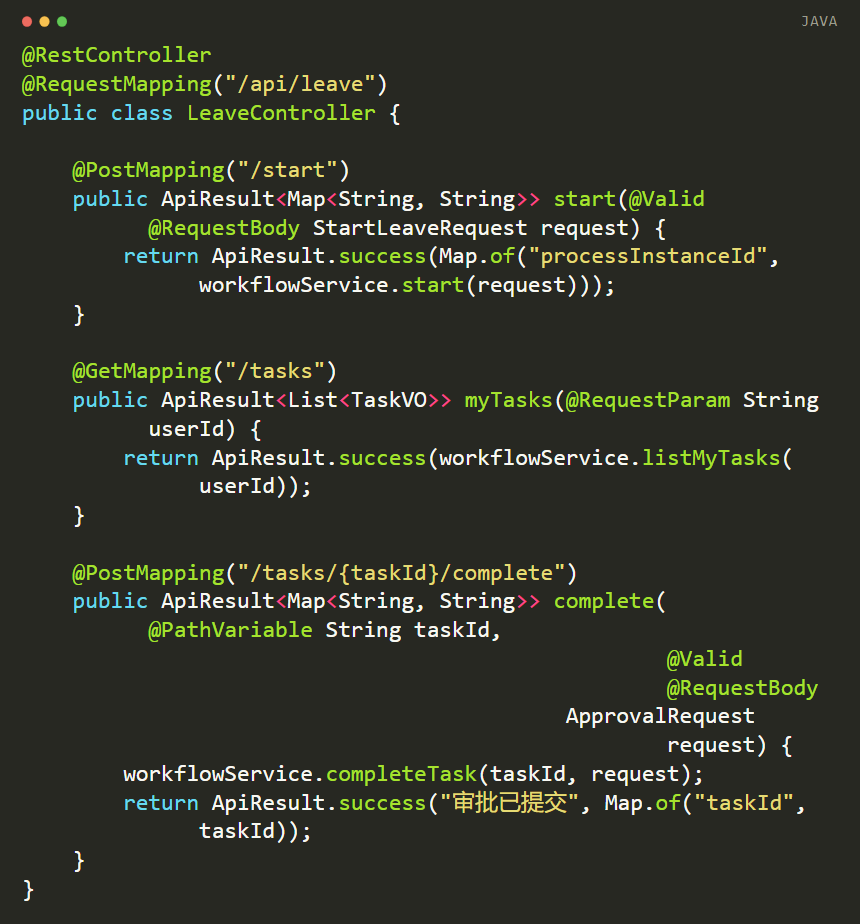 JAVA
@RestController
@RequestMapping("/api/leave")
public class LeaveController {
@PostMapping("/start")
public ApiResult<Map<String, String>> start(@Valid
@RequestBody StartLeaveRequest request) {
return ApiResult.success(Map.of("processInstanceId",
workflowService.start(request)));
}
@GetMapping("/tasks")
public ApiResult<List<TaskVO>> myTasks(@RequestParam String
userId) {
return ApiResult.success(workflowService.listMyTasks(
userId));
}
@PostMapping("/tasks/{taskId}/complete")
public ApiResult<Map<String, String>> complete(
@PathVariable String taskId,
@Valid
@RequestBody
ApprovalRequest
request) {
workflowService.completeTask(taskId, request);
return ApiResult.success("审批已提交", Map.of("taskId",
taskId));
}
}